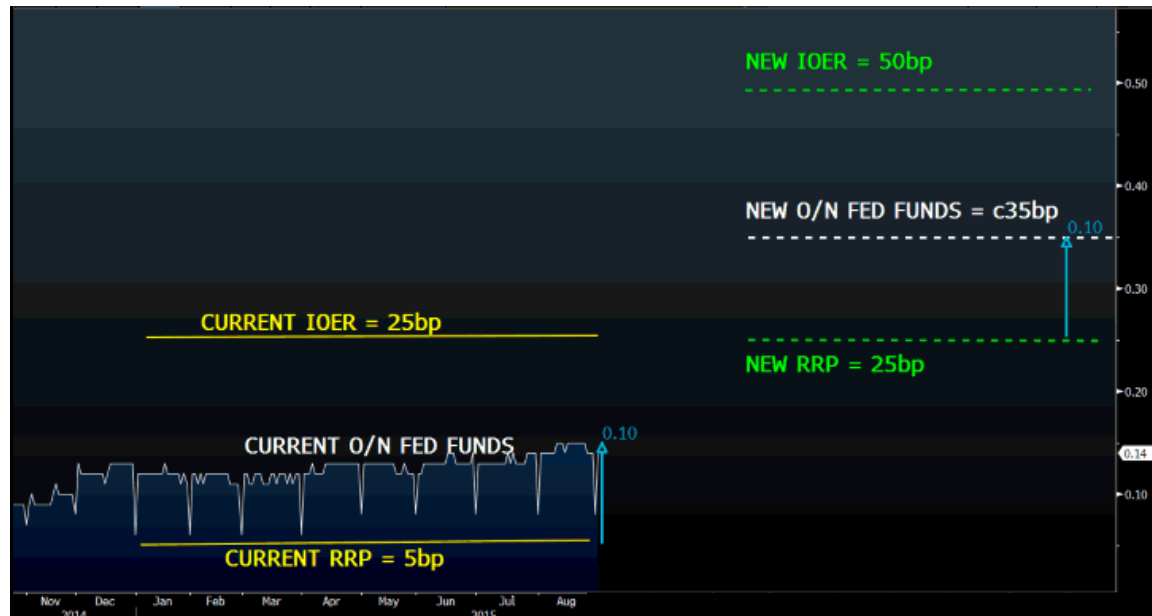 NEW IOER = 50bp
0.50
0.40
NEW O/N FED FUNDS = c35bp
0.10
0.30
CURRENT IOER = 25bp
NEW RRP = 25bp
0.20
CURRENT O/N FED FUNDS
0.10
0.14
0.10
CURRENT RRP = 5bp
Nov Dec Jan Feb Mar Apr May Jun Jul Aug
2014 2015